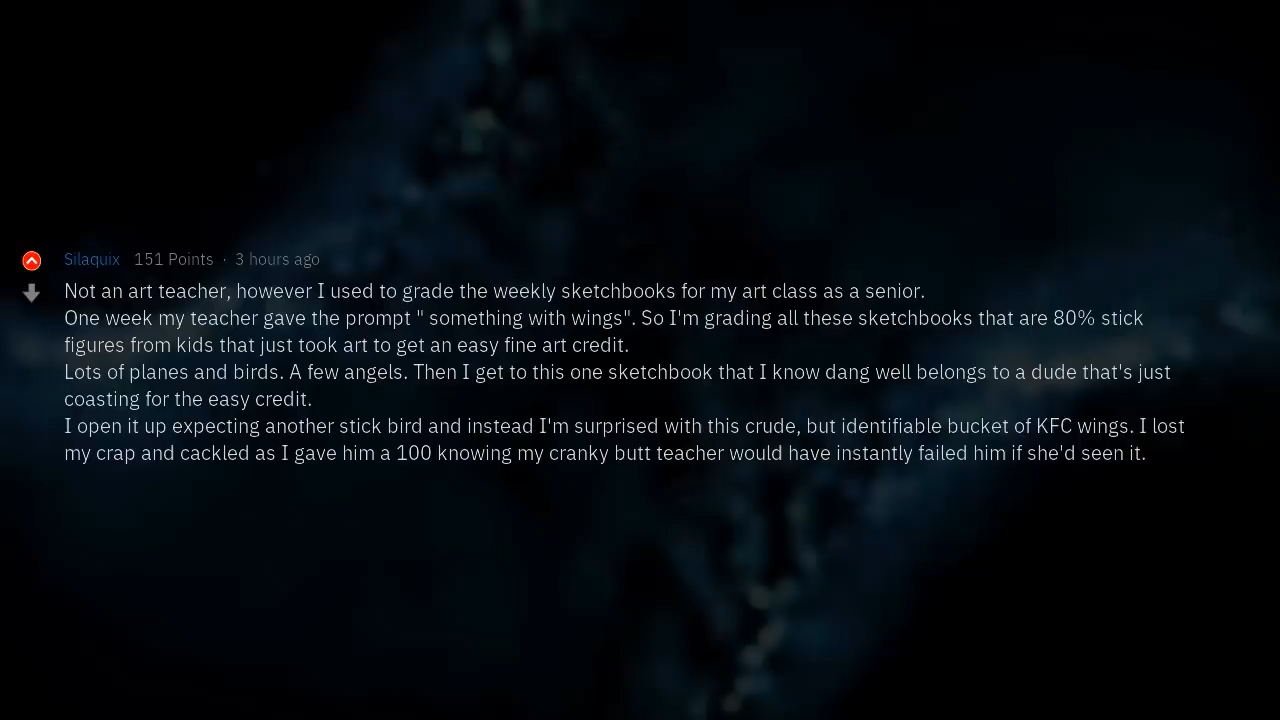 Silaquix 151 Points · 3 hours ago
Not an art teacher, however I used to grade the weekly sketchbooks for my art class as a senior.
One week my teacher gave the prompt " something with wings". So I'm grading all these sketchbooks that are 80% stick
figures from kids that just took art to get an easy fine art credit.
Lots of planes and birds. A few angels. Then I get to this one sketchbook that I know dang well belongs to a dude that's just
coasting for the easy credit.
I open it up expecting another stick bird and instead I'm surprised with this crude, but identifiable bucket of KFC wings. I lost
my crap and cackled as I gave him a 100 knowing my cranky butt teacher would have instantly failed him if she'd seen it.